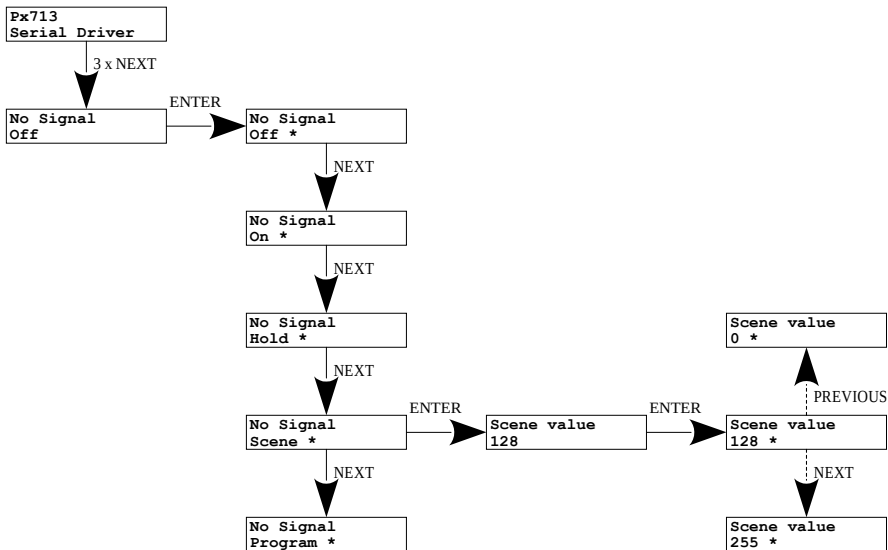 Px713
Serial Driver
3 x NEXT
No Signal
Off
ENTER
No Signal
Off *
NEXT
No Signal
On *
NEXT
No Signal
Hold *
NEXT
No Signal
Scene *
ENTER
Scene value
128
ENTER
Scene value
128 *
PREVIOUS
Scene value
0 *
NEXT
Scene value
255 *
NEXT
No Signal
Program *